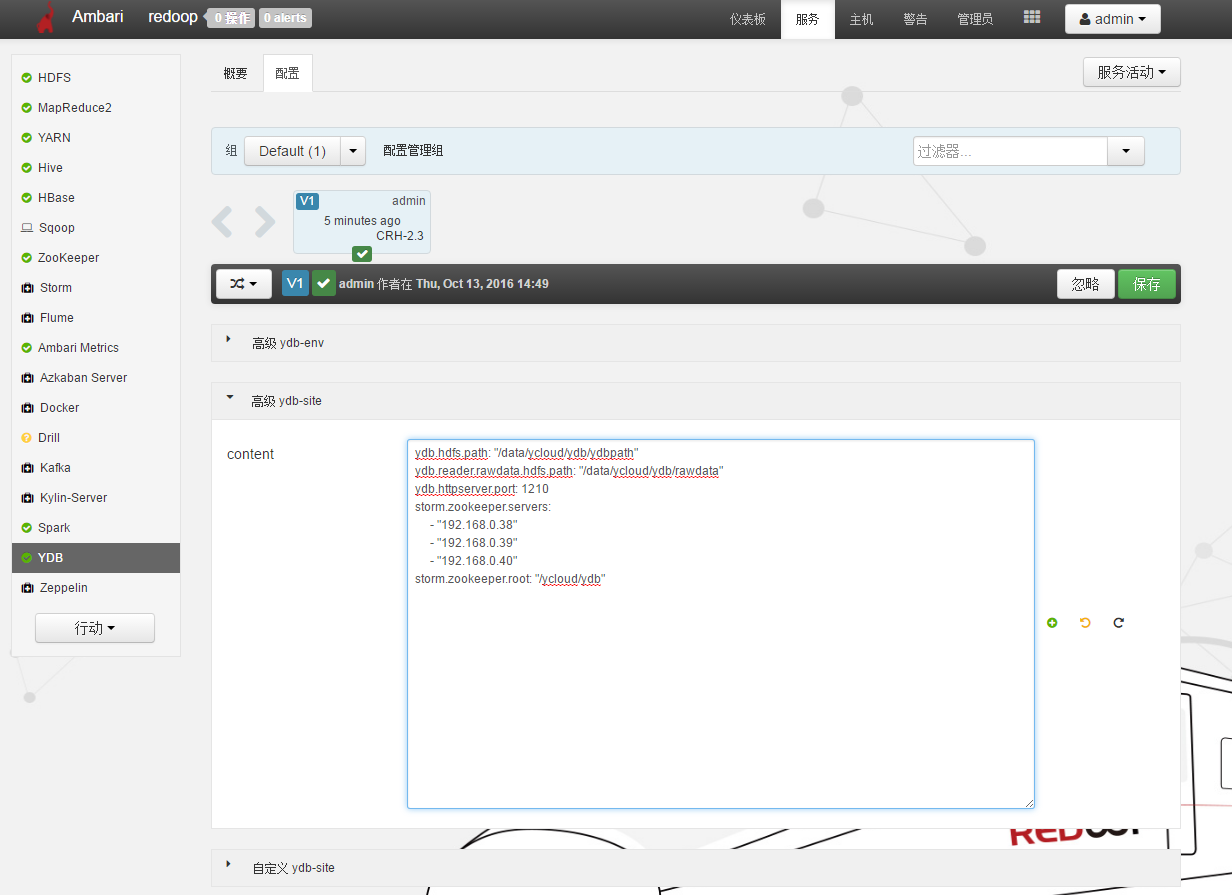 Ambari redoop 0 操作 0 alerts 仪表板 服务 主机 警告 管理员 admin
HDFS
MapReduce2
YARN
Hive
HBase
Sqoop
ZooKeeper
Storm
Flume
Ambari Metrics
Azkaban Server
Docker
Drill
Kafka
Kylin-Server
Spark
YDB
Zeppelin
行动
概要 配置 服务活动
组 Default (1) 配置管理组 过滤器...
V1 admin
5 minutes ago
CRH-2.3
V1 admin 作者在 Thu, Oct 13, 2016 14:49 忽略 保存
高级 ydb-env
高级 ydb-site
content
ydb.hdfs.path: "/data/ycloud/ydb/ydbpath"
ydb.reader.rawdata.hdfs.path: "/data/ycloud/ydb/rawdata"
ydb.httpserver.port: 1210
storm.zookeeper.servers:
- "192.168.0.38"
- "192.168.0.39"
- "192.168.0.40"
storm.zookeeper.root: "/ycloud/ydb"
自定义 ydb-site